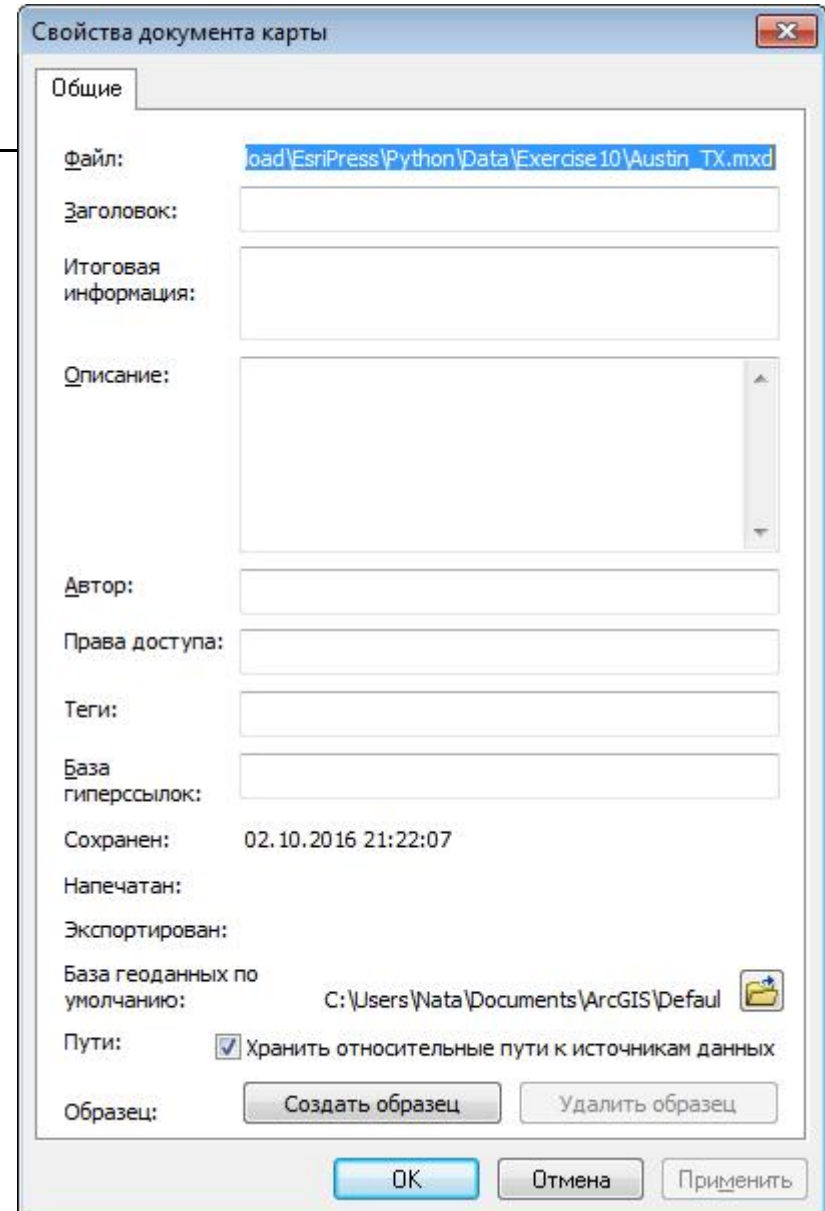 Свойства документа карты
Общие
Файл: load\EsriPress\Python\Data\Exercise10\Austin_TX.mxd
Заголовок:
Итоговая
информация:
Описание:
Автор:
Права доступа:
Теги:
База
гиперссылок:
Сохранен: 02.10.2016 21:22:07
Напечатан:
Экспортирован:
База геоданных по
умолчанию: C:\Users\Nata\Documents\ArcGIS\Defaul
Пути: Хранить относительные пути к источникам данных
Образец: Создать образец Удалить образец
OK Отмена Применить